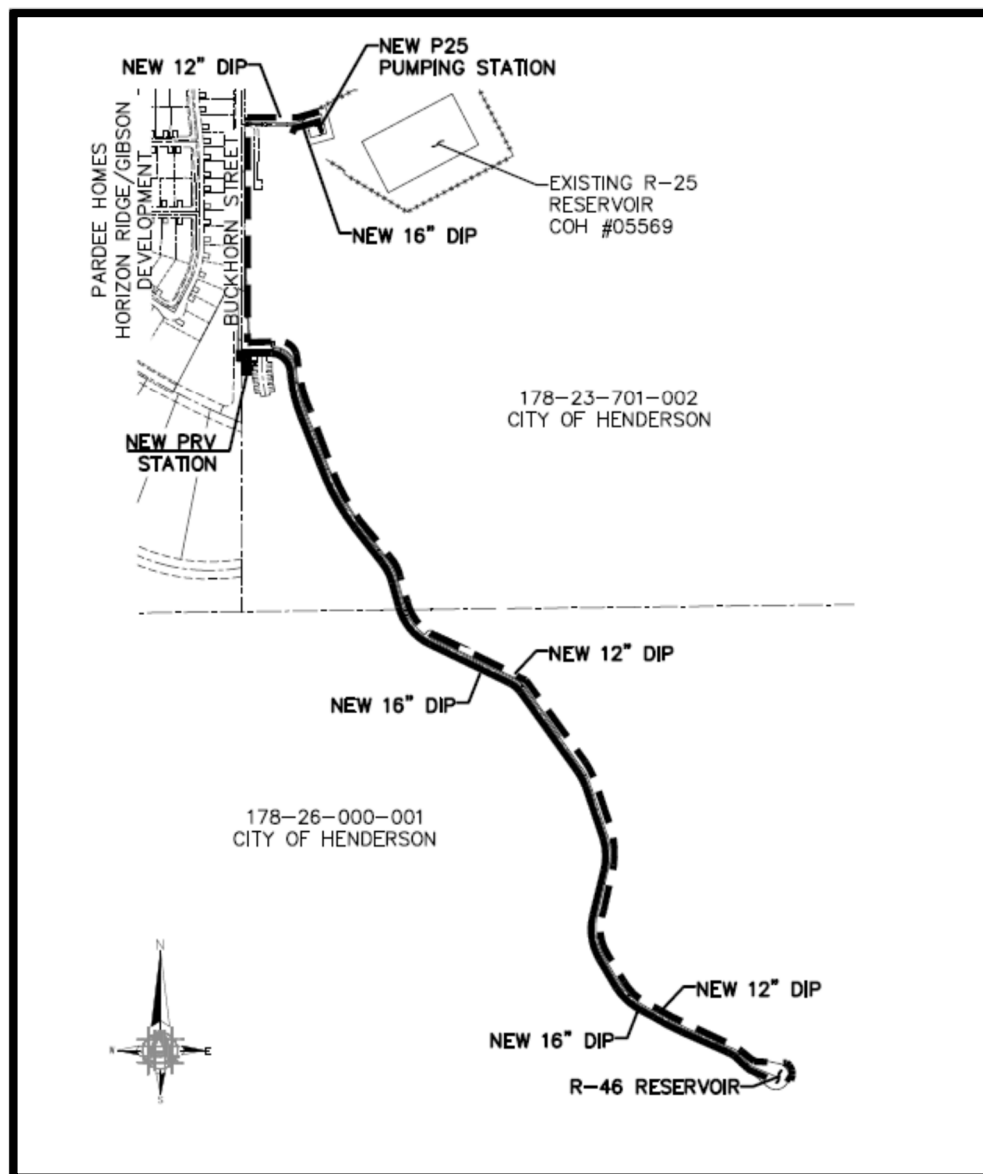 NEW P25
PUMPING STATION
NEW 12" DIP
EXISTING R-25
RESERVOIR
COH #05569
NEW 16" DIP
PARDEE HOMES
HORIZON RIDGE/GIBSON
DEVELOPMENT
BUCKHORN STREET
178-23-701-002
CITY OF HENDERSON
NEW PRV
STATION
NEW 12" DIP
NEW 16" DIP
178-26-000-001
CITY OF HENDERSON
N
E
S
NEW 12" DIP
NEW 16" DIP
R-46 RESERVOIR